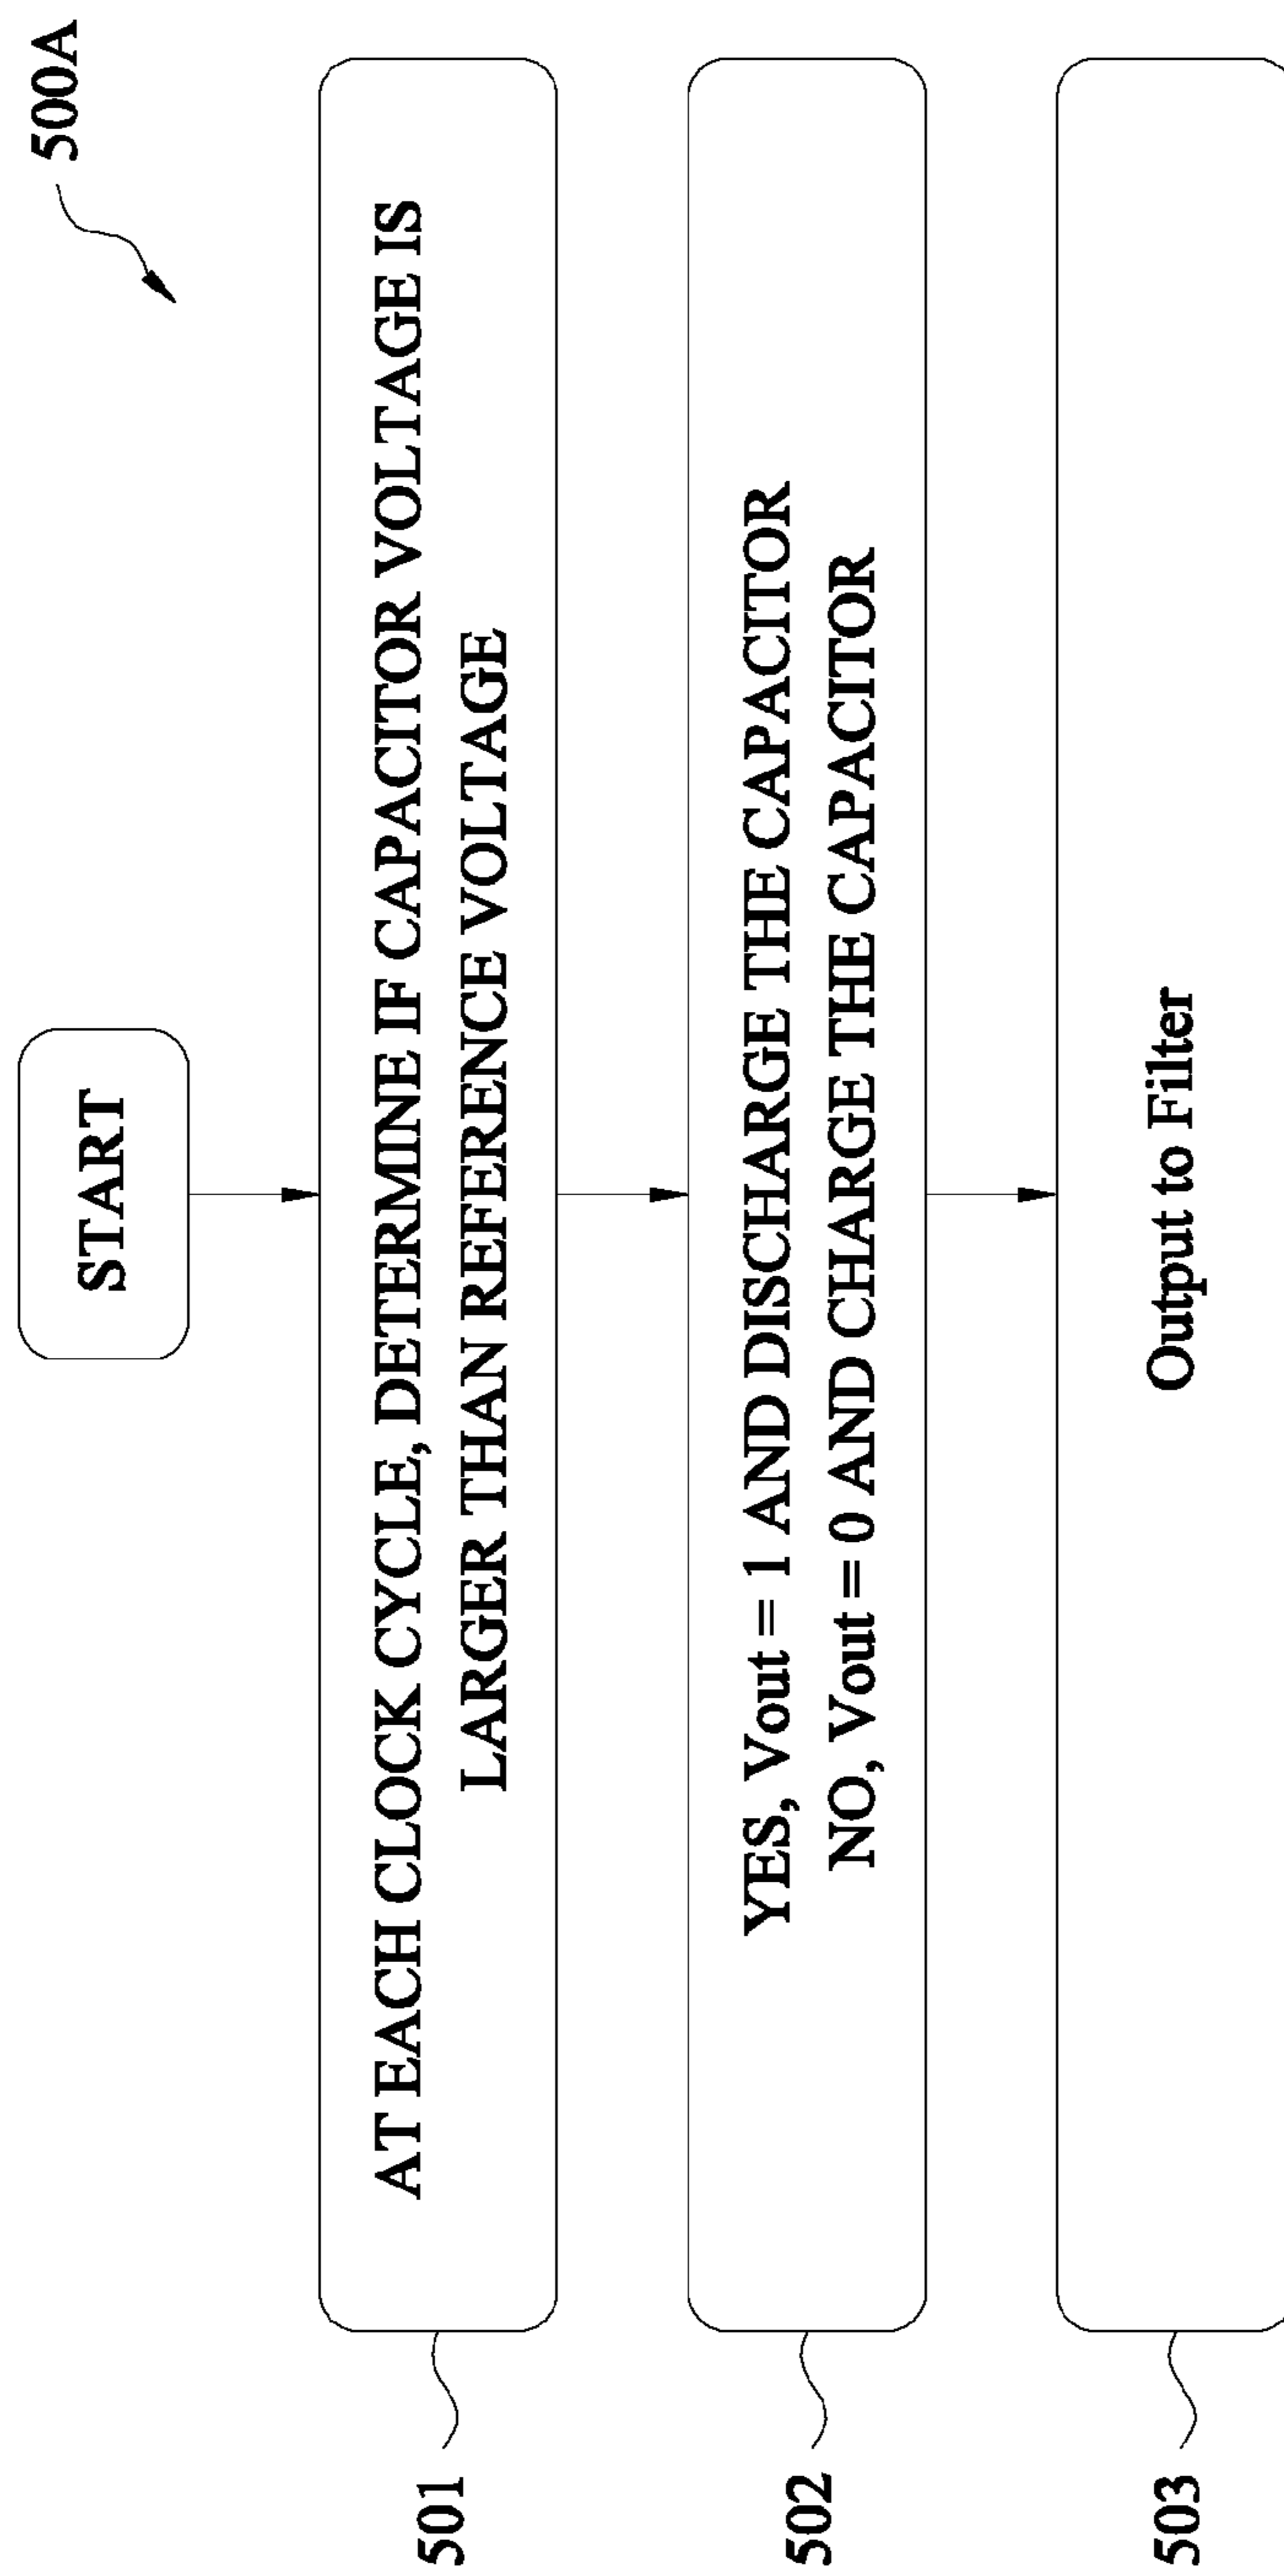 500A
START
AT EACH CLOCK CYCLE, DETERMINE IF CAPACITOR VOLTAGE IS
LARGER THAN REFERENCE VOLTAGE
501
YES, Vout = 1 AND DISCHARGE THE CAPACITOR
NO, Vout = 0 AND CHARGE THE CAPACITOR
502
Output to Filter
503